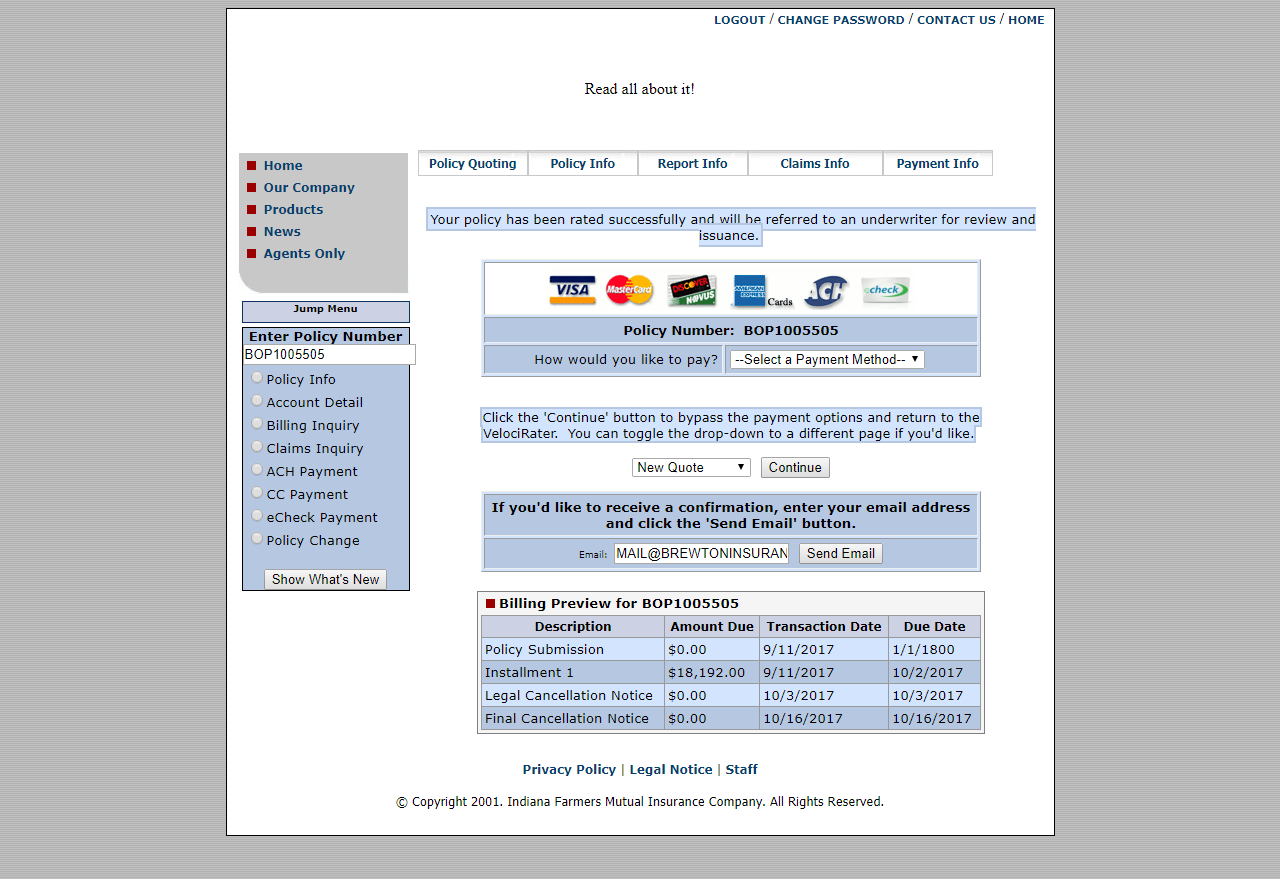 LOGOUT / CHANGE PASSWORD / CONTACT US / HOME
Read all about it!
Home
Our Company
Products
News
Agents Only
Policy Quoting Policy Info Report Info Claims Info Payment Info
Jump Menu
Enter Policy Number
BOP1005505
Policy Info
Account Detail
Billing Inquiry
Claims Inquiry
ACH Payment
CC Payment
eCheck Payment
Policy Change
Show What's New
Your policy has been rated successfully and will be referred to an underwriter for review and
issuance.
VISA MasterCard DISCOVER NOVUS AMERICAN EXPRESS Cards ACH check
Policy Number: BOP1005505
How would you like to pay? --Select a Payment Method--
Click the 'Continue' button to bypass the payment options and return to the
VelociRater. You can toggle the drop-down to a different page if you'd like.
New Quote Continue
If you'd like to receive a confirmation, enter your email address
and click the 'Send Email' button.
Email: MAIL@BREWTONINSURAN Send Email
Billing Preview for BOP1005505
Description Amount Due Transaction Date Due Date
Policy Submission $0.00 9/11/2017 1/1/1800
Installment 1 $18,192.00 9/11/2017 10/2/2017
Legal Cancellation Notice $0.00 10/3/2017 10/3/2017
Final Cancellation Notice $0.00 10/16/2017 10/16/2017
Privacy Policy | Legal Notice | Staff
© Copyright 2001. Indiana Farmers Mutual Insurance Company. All Rights Reserved.